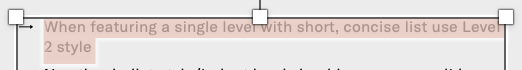 When featuring a single level with short, concise list use Level
2 style